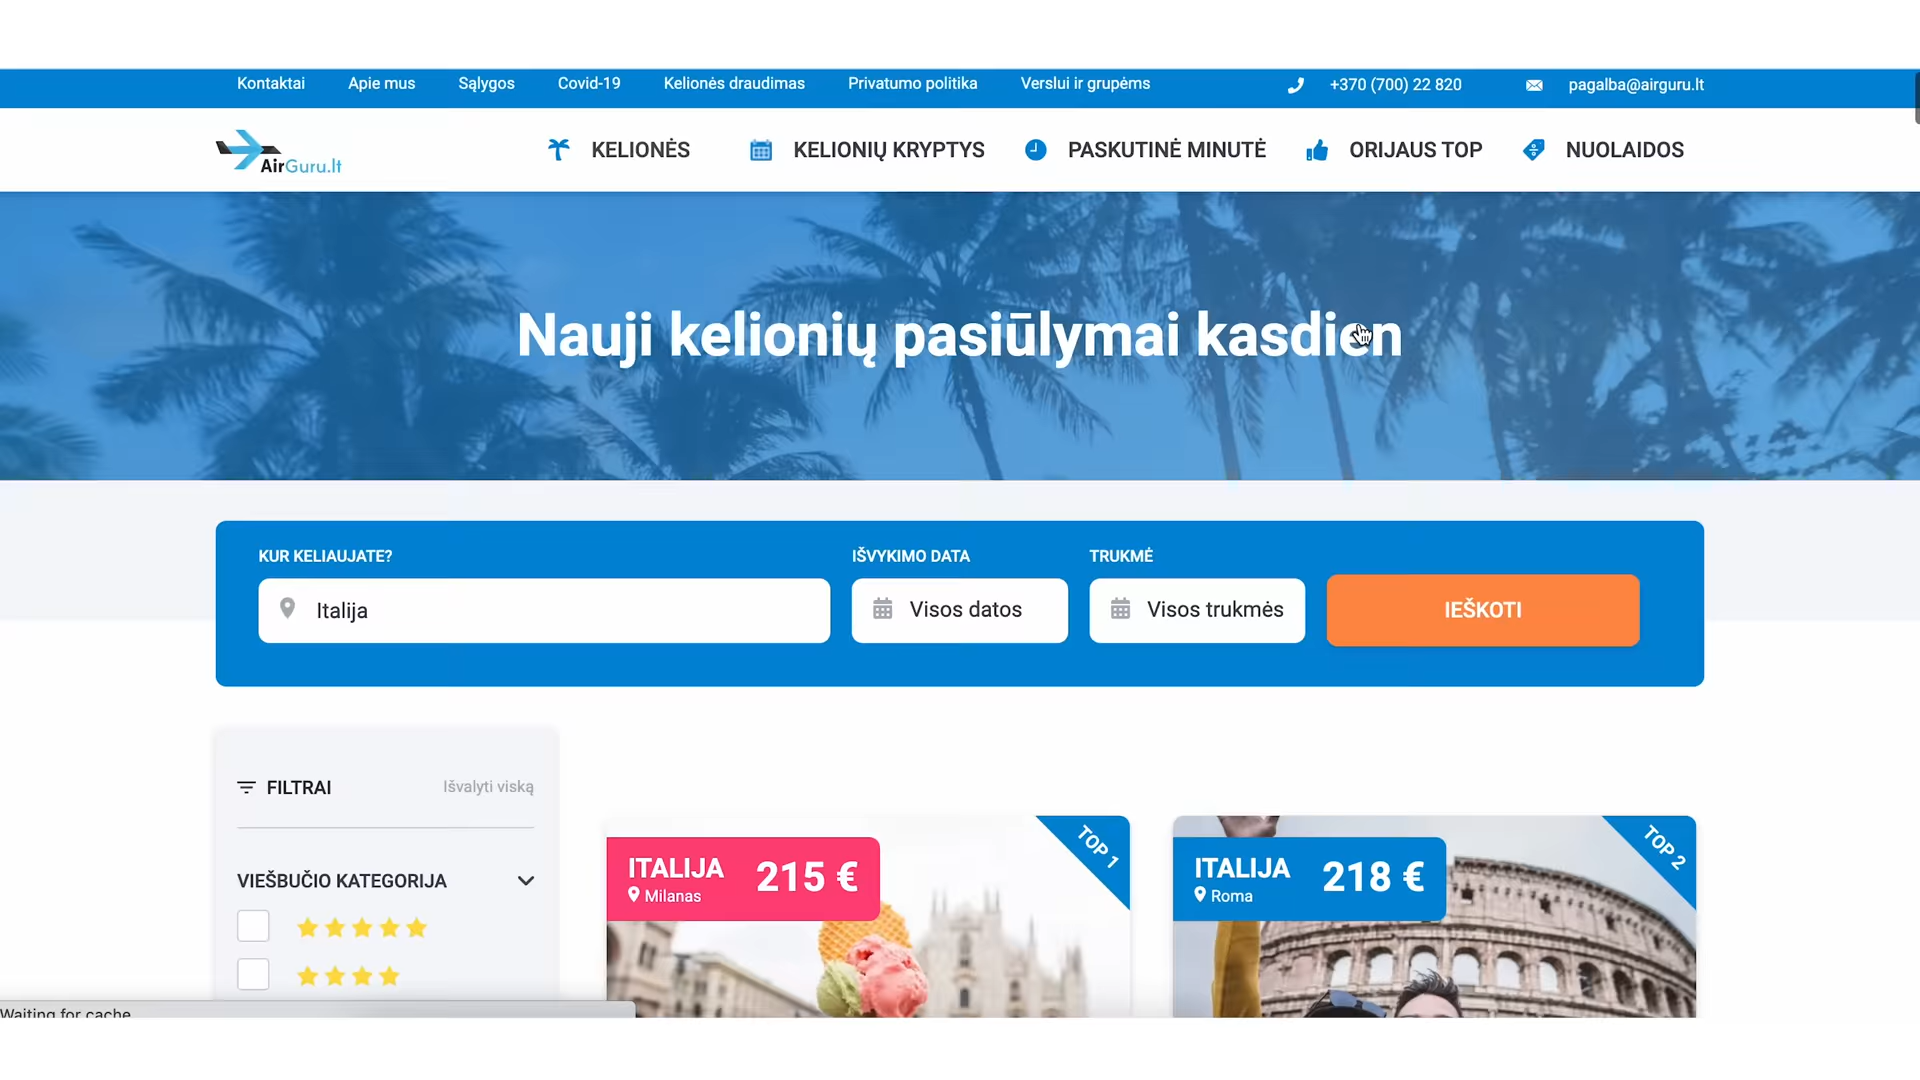 Kontaktai Apie mus Sąlygos Covid-19 Kelionės draudimas Privatumo politika Verslui ir grupėms +370 (700) 22 820 pagalba@airguru.lt
AirGuru.lt KELIONĖS KELIONIŲ KRYPTYS PASKUTINĖ MINUTĖ ORIJAUS TOP NUOLAIDOS
Nauji kelionių pasiūlymai kasdien
KUR KELIAUJATE? IŠVYKIMO DATA TRUKMĖ
Italija Visos datos Visos trukmės IEŠKOTI
FILTRAI Išvalyti viską
VIEŠBUČIO KATEGORIJA
ITALIJA 215 €
Milanas
TOP 1
ITALIJA 218 €
Roma
TOP 2
Waiting for cache